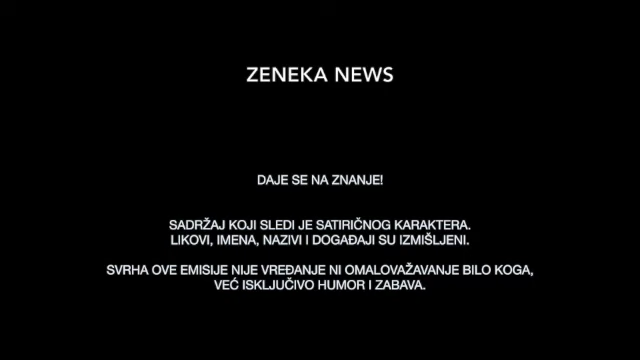 ZENEKA NEWS
DAJE SE NA ZNANJE!
SADRŽAJ KOJI SLEDI JE SATIRIČNOG KARAKTERA.
LIKOVI, IMENA, NAZIVI I DOGAĐAJI SU IZMIŠLJENI.
SVRHA OVE EMISIJE NIJE VREĐANJE NI OMALOVAŽAVANJE BILO KOGA,
VEĆ ISKLJUČIVO HUMOR I ZABAVA.